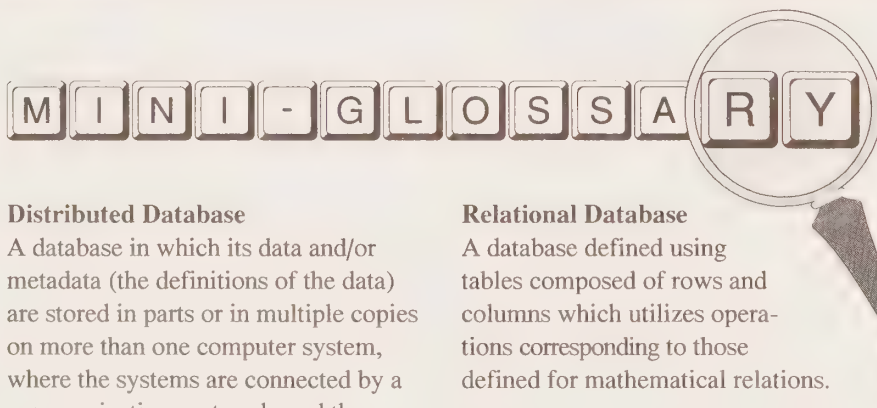 MINI-GLOSSARY
Distributed Database
A database in which its data and/or
metadata (the definitions of the data)
are stored in parts or in multiple copies
on more than one computer system,
where the systems are connected by a
Relational Database
A database defined using
tables composed of rows and
columns which utilizes opera-
tions corresponding to those
defined for mathematical relations.